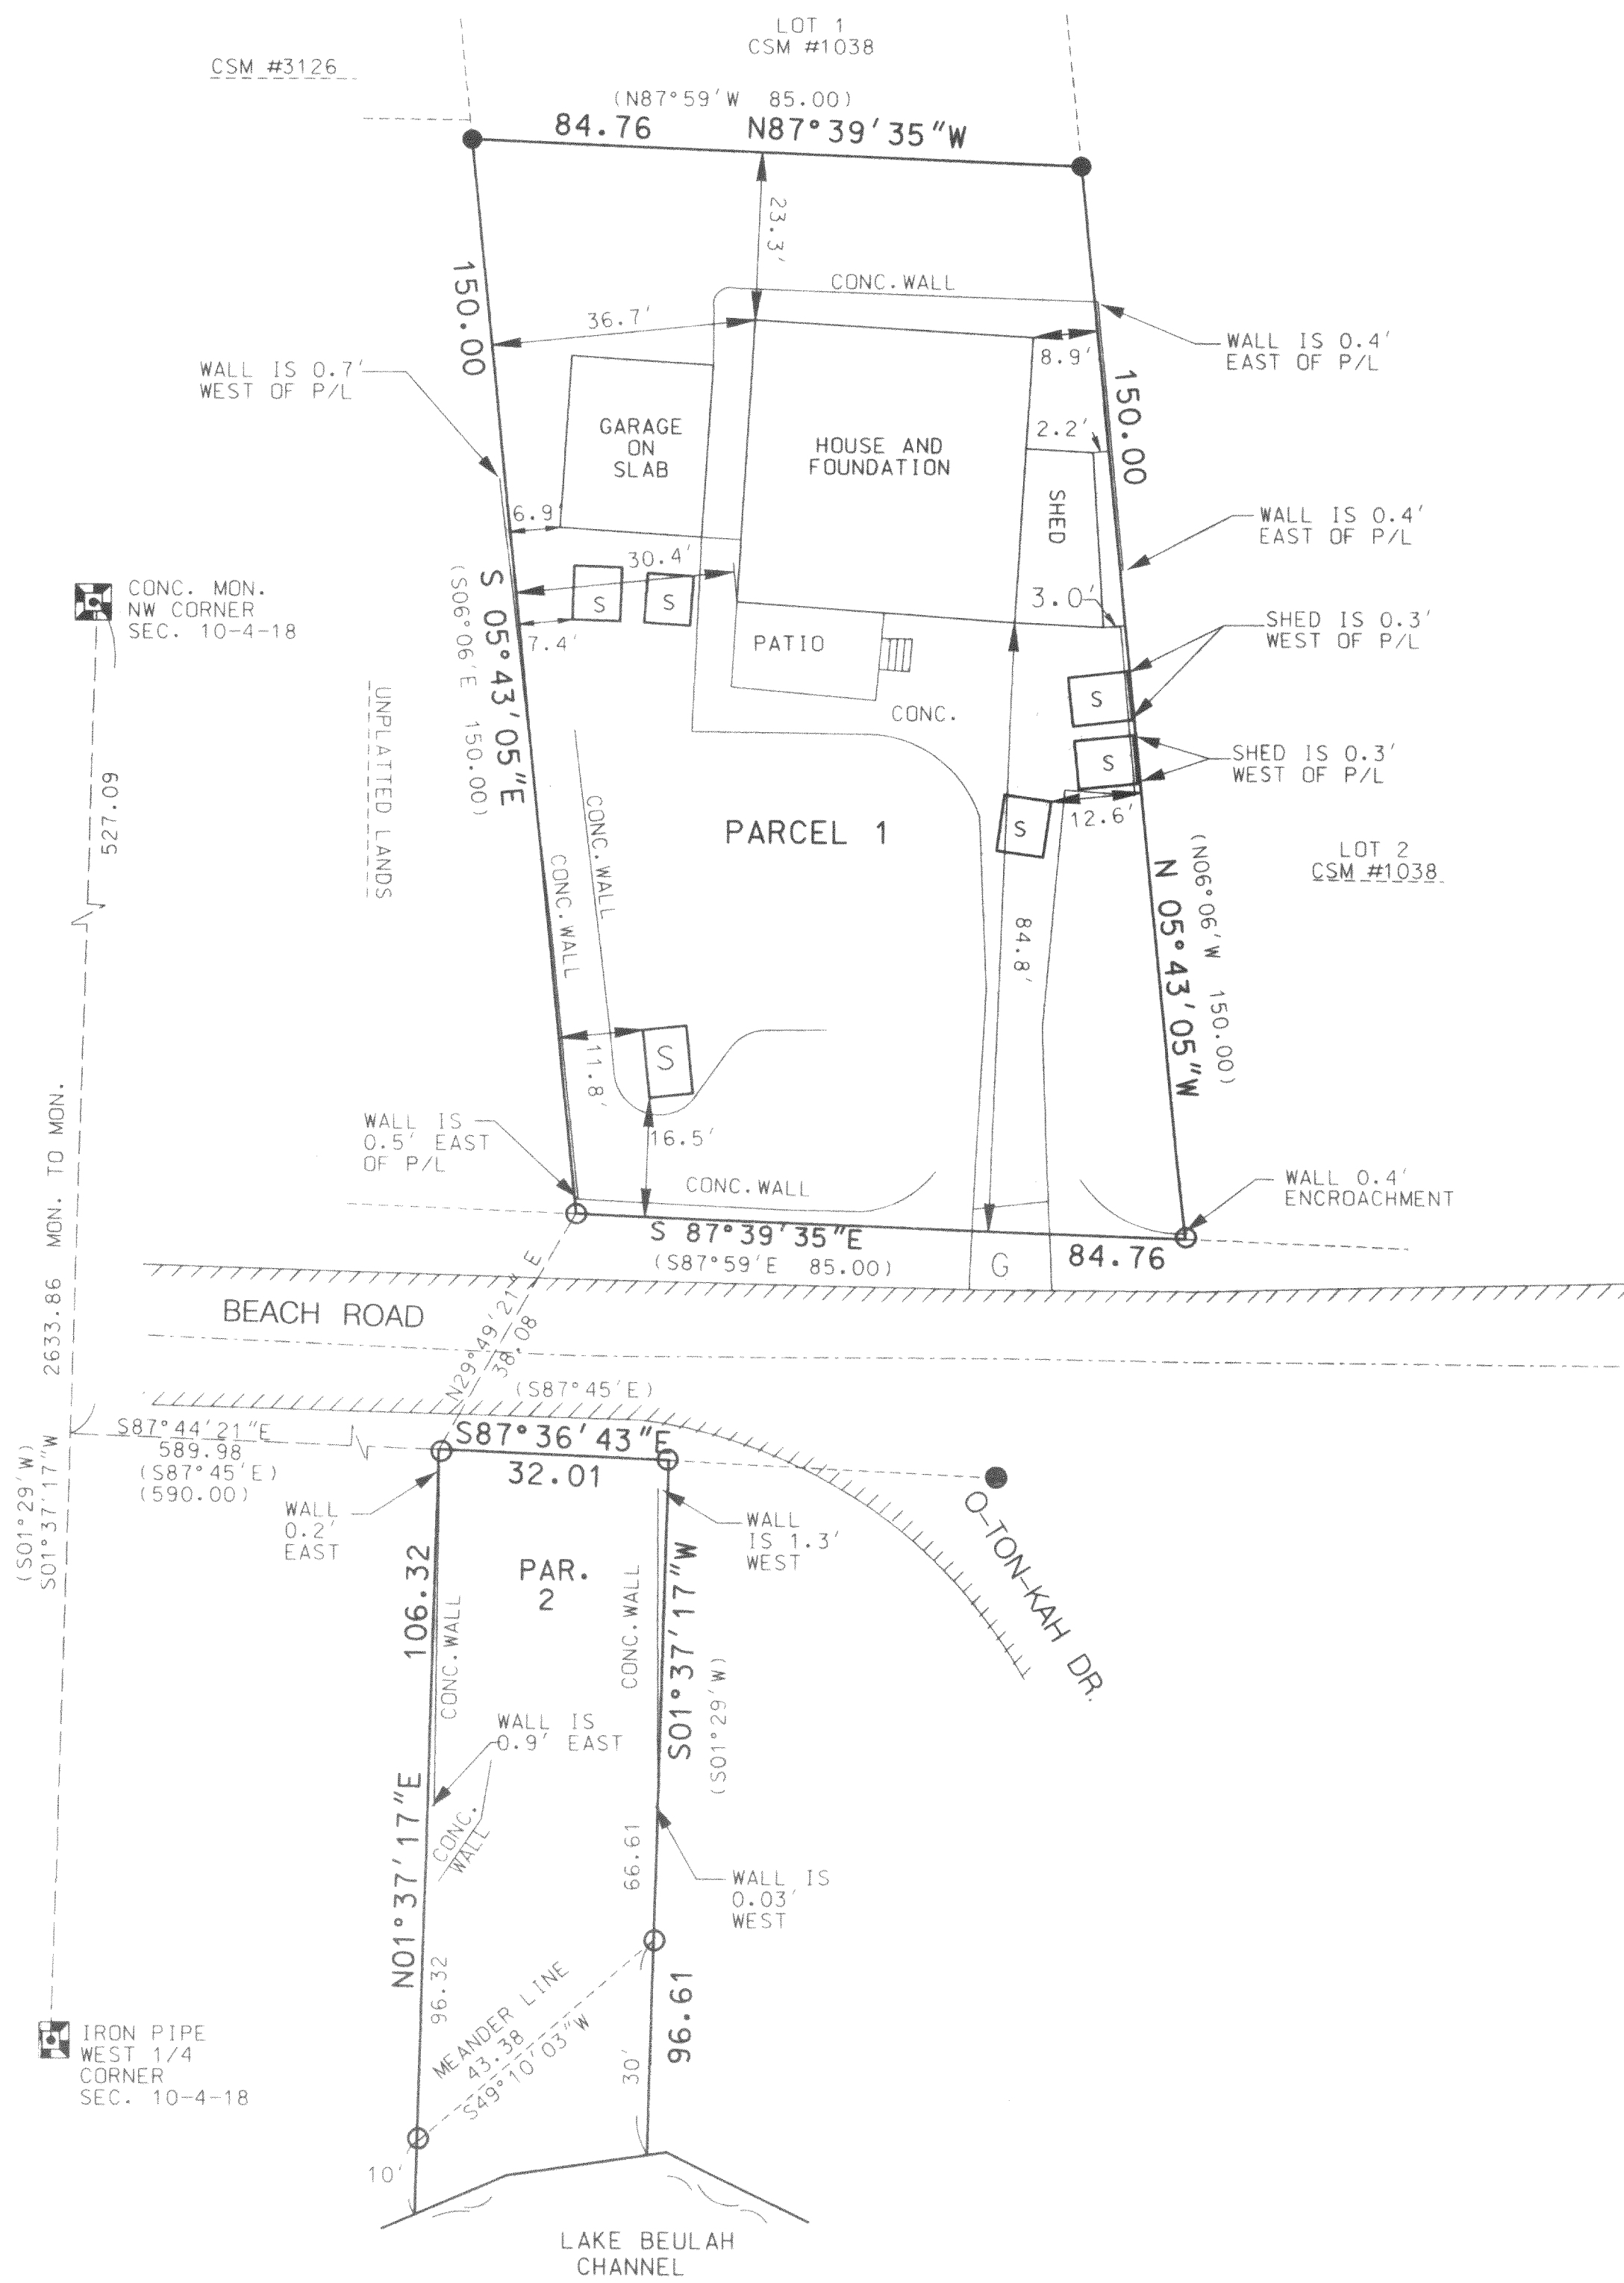 LOT 1
CSM #1038
CSM #3126
(N87°59'W 85.00)
84.76 N87°39'35"W
23.3'
CONC.WALL
150.00
36.7'
8.9'
WALL IS 0.4'
EAST OF P/L
WALL IS 0.7'
WEST OF P/L
150.00
GARAGE
ON
SLAB
HOUSE AND
FOUNDATION
2.2'
SHED
6.9'
WALL IS 0.4'
EAST OF P/L
30.4'
CONC. MON.
NW CORNER
SEC. 10-4-18
S
S
3.0'
7.4'
PATIO
SHED IS 0.3'
WEST OF P/L
S 05°43'05"E
(S06°06'E 150.00)
UNPLATTED LANDS
S
CONC.
SHED IS 0.3'
WEST OF P/L
S
527.09
CONC.WALL
CONC.WALL
PARCEL 1
S
12.6'
LOT 2
CSM #1038
N 05°43'05"W
(N06°06'W 150.00)
84.8'
S
11.8'
16.5'
WALL IS
0.5' EAST
OF P/L
CONC.WALL
WALL 0.4'
ENCROACHMENT
S 87°39'35"E
(S87°59'E 85.00)
G
84.76
BEACH ROAD
N29°49'21" E
38.08
(S01°29'W)
S01°37'17"W 2633.86 MON. TO MON.
(S87°45'E)
S87°44'21"E
589.98
(S87°45'E)
(590.00)
S87°36'43"E
32.01
O-TON-KAH DR.
WALL
0.2'
EAST
WALL
IS 1.3'
WEST
PAR.
2
106.32
CONC.WALL
CONC.WALL
S01°37'17"W
(S01°29'W)
WALL IS
0.9' EAST
CONC.
WALL
N01°37'17"E
96.32
66.61
WALL IS
0.03'
WEST
MEANDER LINE
43.38
S49°10'03"W
96.61
30'
IRON PIPE
WEST 1/4
CORNER
SEC. 10-4-18
10'
LAKE BEULAH
CHANNEL